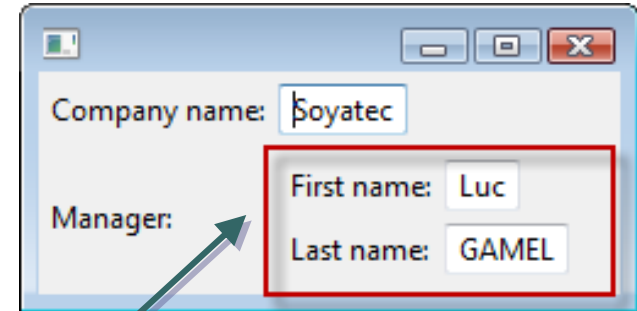 Company name: Soyatec
First name: Luc
Manager:
Last name: GAMEL